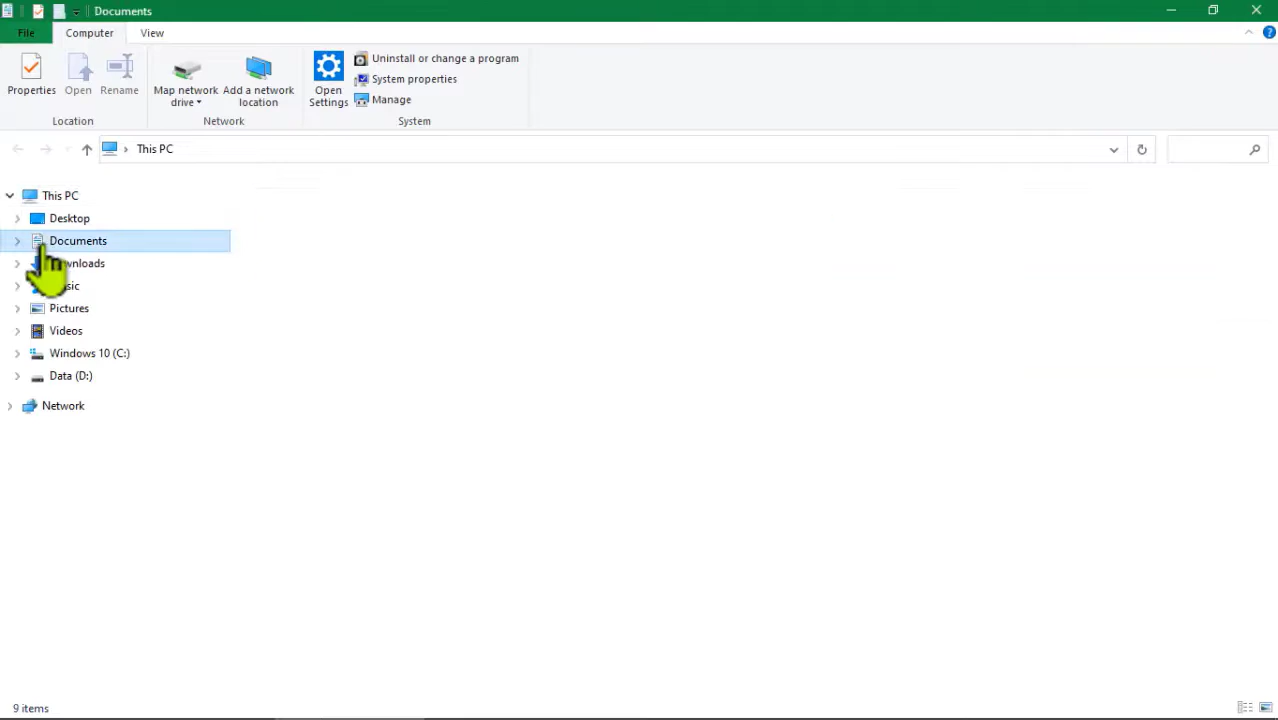 Documents
File
Computer
View
Properties
Open
Rename
Map network
drive
Add a network
location
Open
Settings
Uninstall or change a program
System properties
Manage
Location
Network
System
This PC
This PC
Desktop
Documents
wnloads
sic
Pictures
Videos
Windows 10 (C:)
Data (D:)
Network
9 items